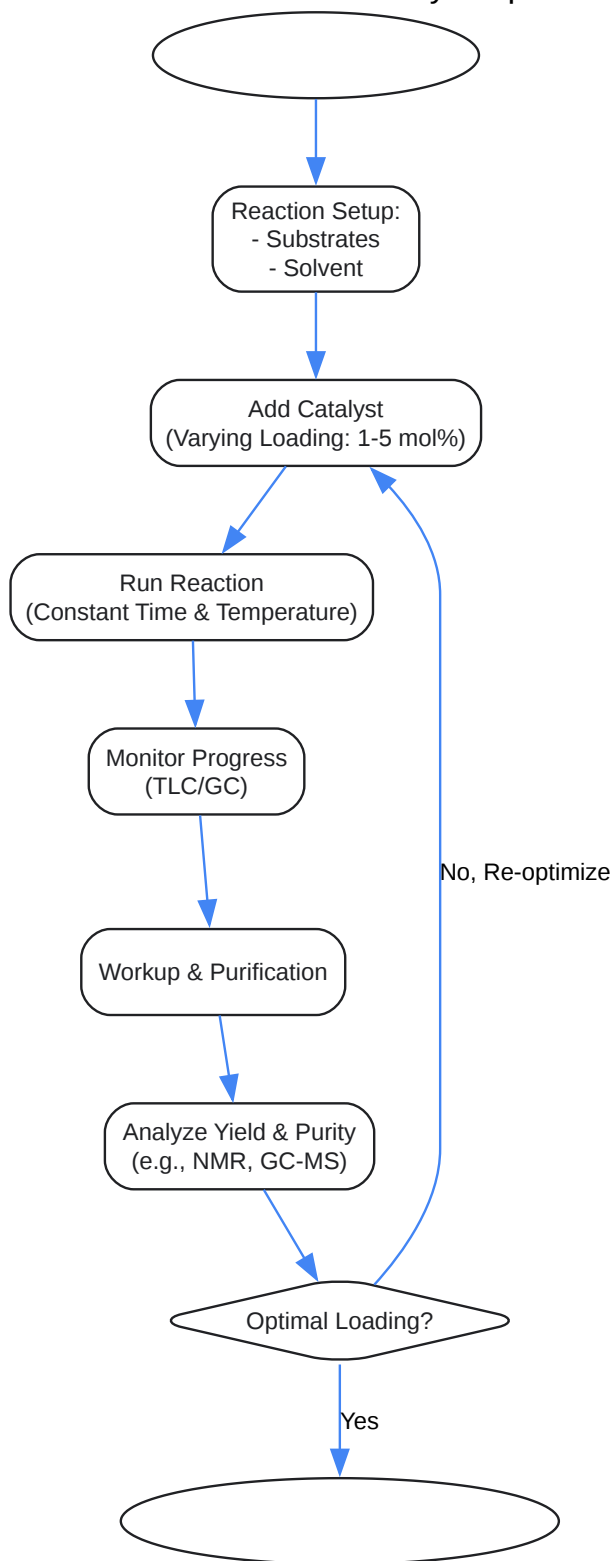 Reaction Setup:
- Substrates
- Solvent
Add Catalyst
(Varying Loading: 1-5 mol%)
Run Reaction
(Constant Time & Temperature)
Monitor Progress
(TLC/GC)
No, Re-optimize
Workup & Purification
Analyze Yield & Purity
(e.g., NMR, GC-MS)
Optimal Loading?
Yes